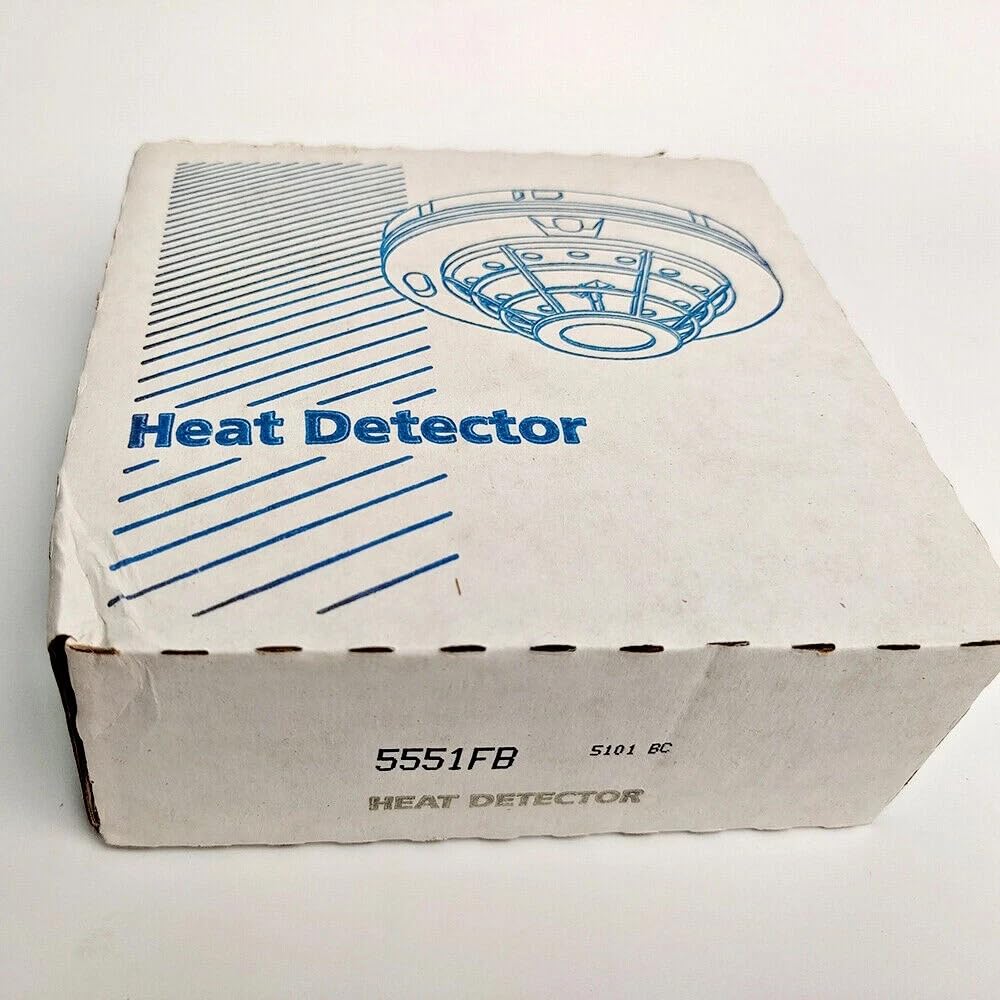 Heat Detector
5551FB 5101 BC
HEAT DETECTOR